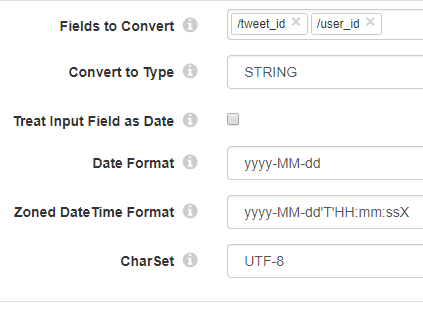 Fields to Convert /tweet_id × /user_id ×
Convert to Type STRING
Treat Input Field as Date
Date Format yyyy-MM-dd
Zoned DateTime Format yyyy-MM-dd'T'HH:mm:ssX
CharSet UTF-8